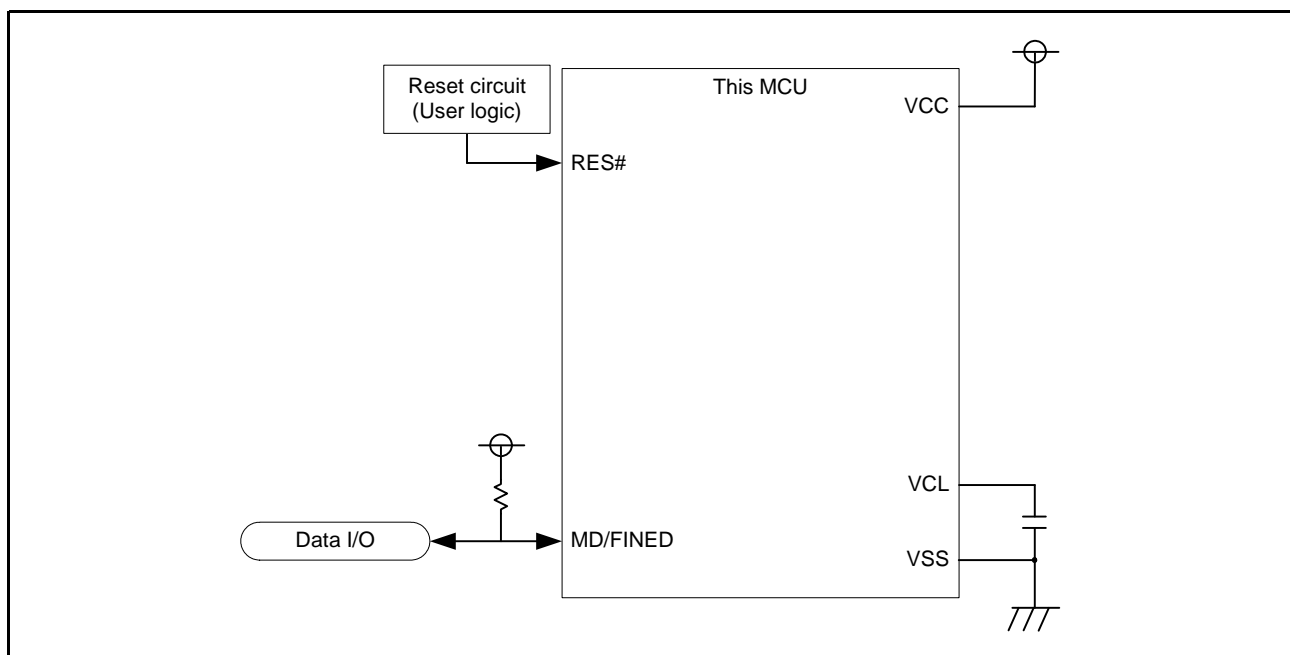 Reset circuit
(User logic)
This MCU
VCC
RES#
VCL
Data I/O
MD/FINED
VSS